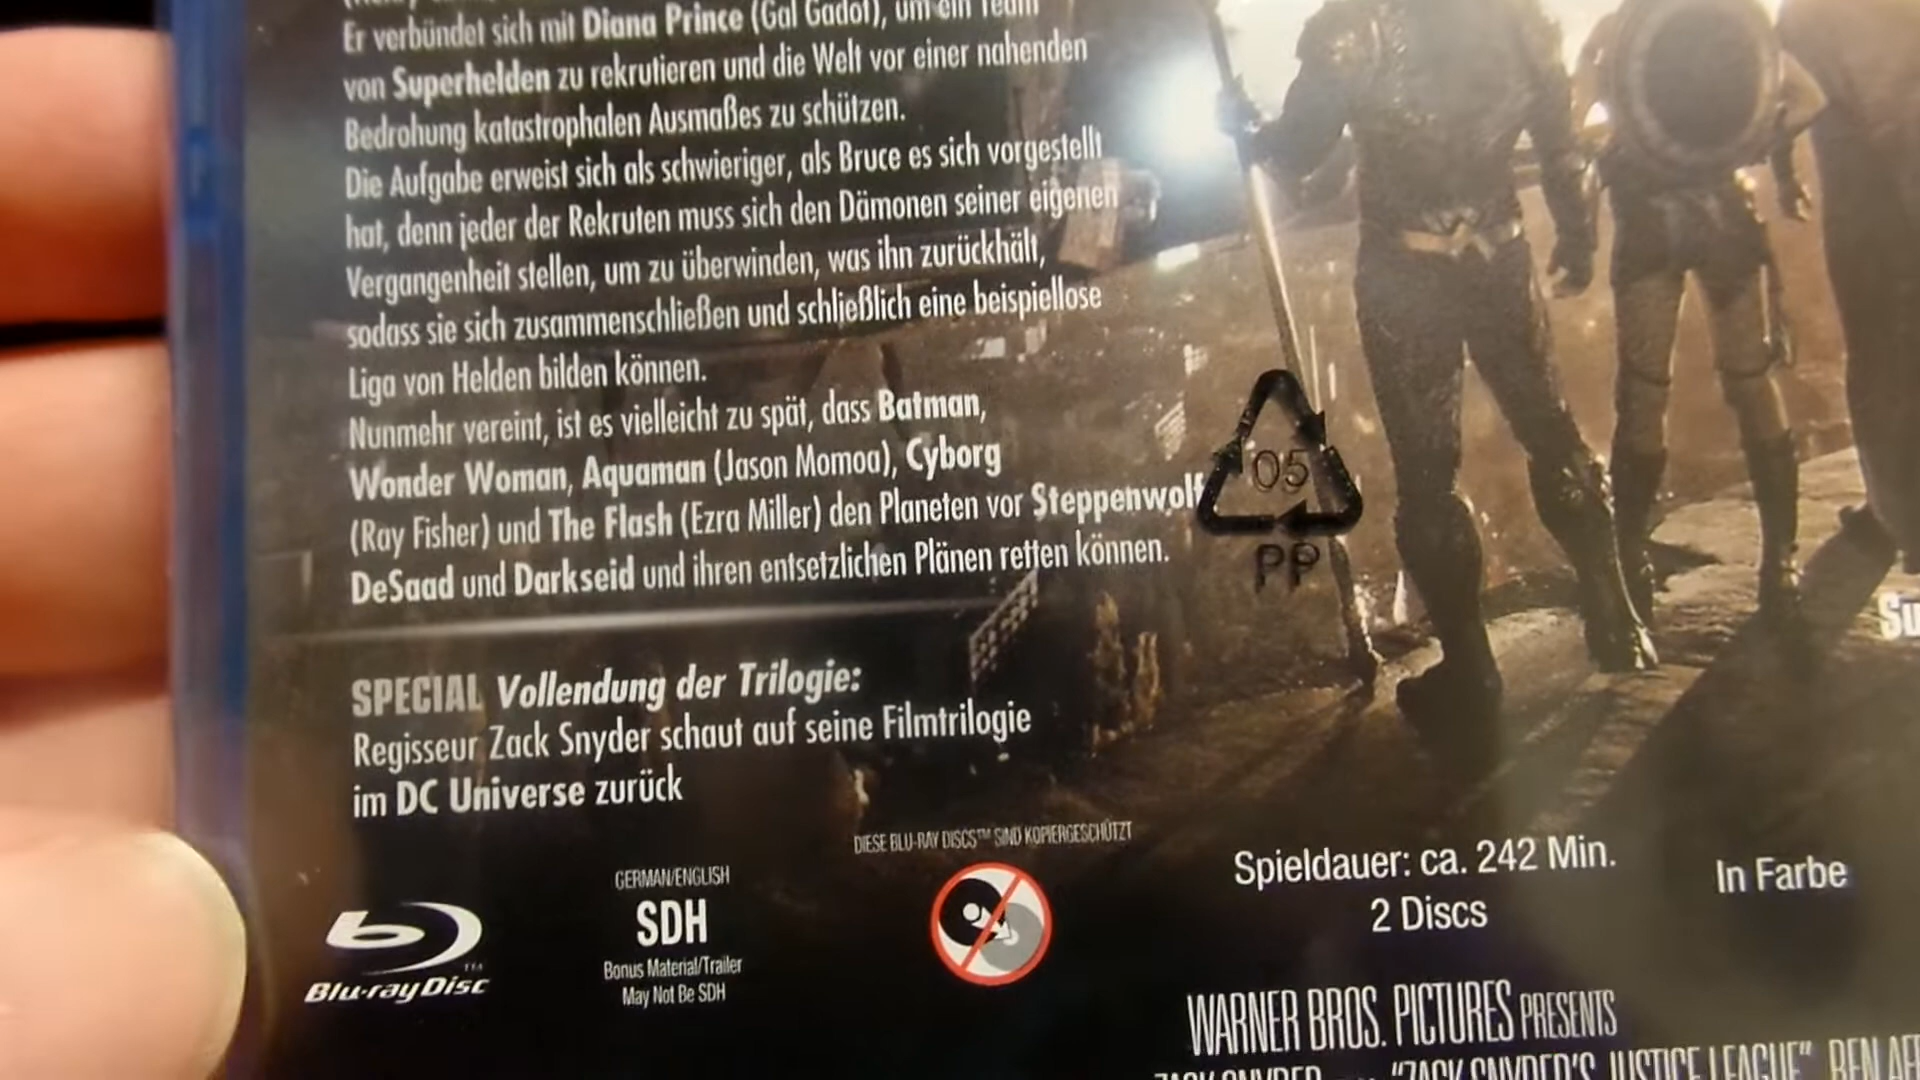 Er verbündet sich mit Diana Prince (Gal Gadot), um ein Team
von Superhelden zu rekrutieren und die Welt vor einer nahenden
Bedrohung katastrophalen Ausmaßes zu schützen.
Die Aufgabe erweist sich als schwieriger, als Bruce es sich vorgestellt
hat, denn jeder der Rekruten muss sich den Dämonen seiner eigenen
Vergangenheit stellen, um zu überwinden, was ihn zurückhält,
sodass sie sich zusammenschließen und schließlich eine beispiellose
Liga von Helden bilden können.
Nunmehr vereint, ist es vielleicht zu spät, dass Batman,
Wonder Woman, Aquaman (Jason Momoa), Cyborg
(Ray Fisher) und The Flash (Ezra Miller) den Planeten vor Steppenwolf
DeSaad und Darkseid und ihren entsetzlichen Plänen retten können.
05
PP
SPECIAL Vollendung der Trilogie:
Regisseur Zack Snyder schaut auf seine Filmtrilogie
im DC Universe zurück
DIESE BLU-RAY DISCS™ SIND KOPIERGESCHÜTZT
Blu-ray Disc™
GERMAN/ENGLISH
SDH
Bonus Material/Trailer
May Not Be SDH
Spieldauer: ca. 242 Min.
2 Discs
In Farbe
WARNER BROS. PICTURES PRESENTS
"ZACK SNYDER'S JUSTICE LEAGUE"